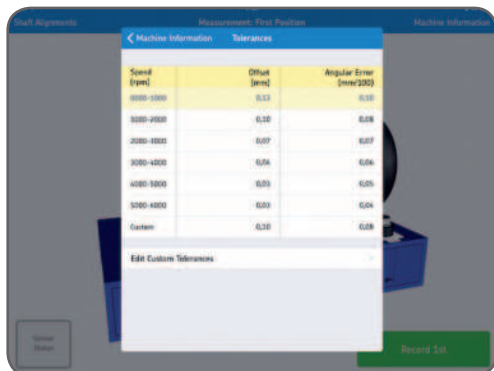 Shaft Alignments Measurement: First Position Machine Information
Machine Information Tolerances
Speed [rpm] Offset [mm] Angular Error (mm/100)
0000-1000 0,13 0,10
1000-2000 0,10 0,08
2000-3000 0,07 0,07
3000-4000 0,06
4000-5000 0,03 0,05
5000-6000 0,03 0,04
Custom 0,10 0,08
Edit Custom Tolerances
Sensor Status
Record 1st